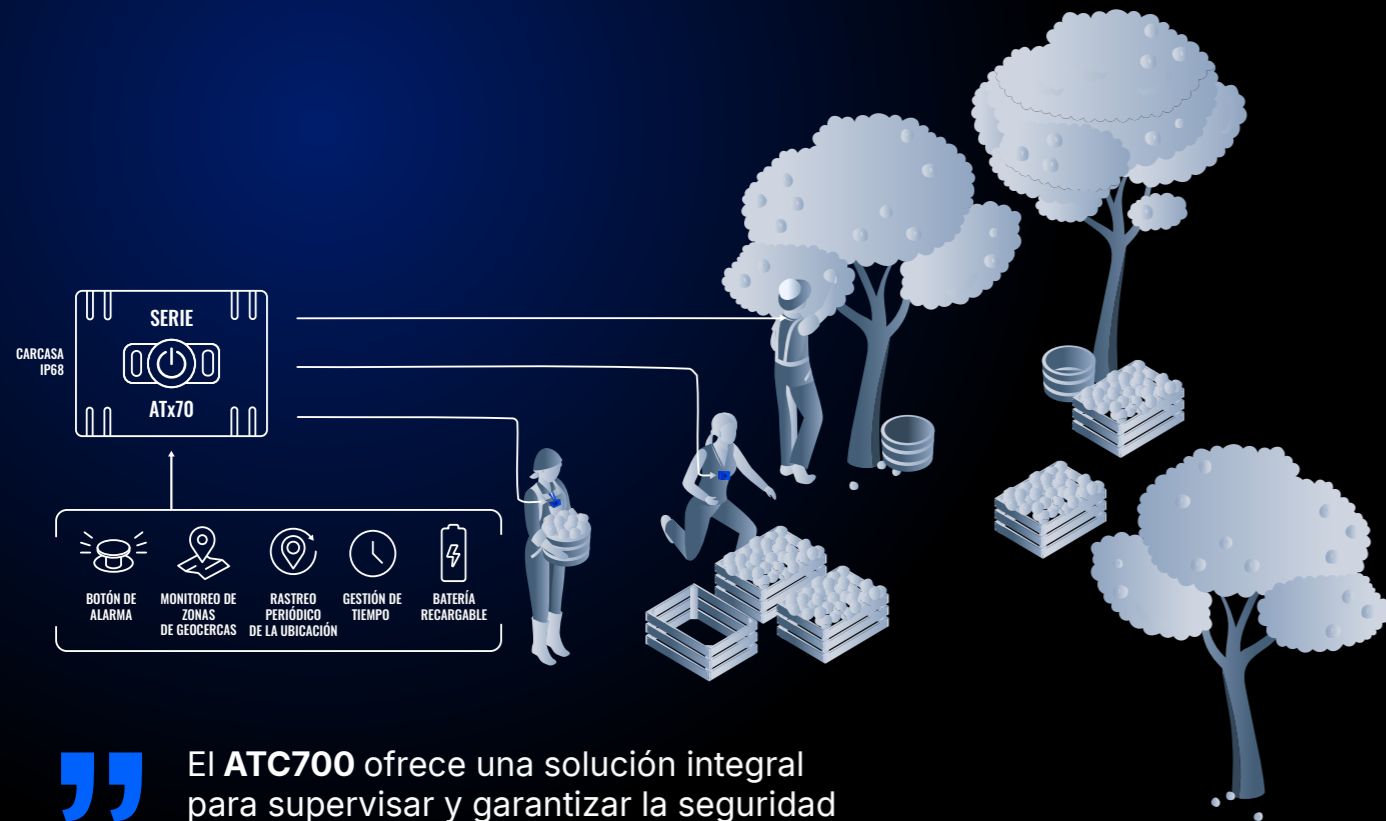 SERIE
CARCASA
IP68
ATx70
BOTÓN DE
ALARMA
MONITOREO DE
ZONAS
DE GEOCERCAS
RASTREO
PERIÓDICO
DE LA UBICACIÓN
GESTIÓN DE
TIEMPO
BATERÍA
RECARGABLE
El ATC700 ofrece una solución integral
para supervisar y garantizar la seguridad